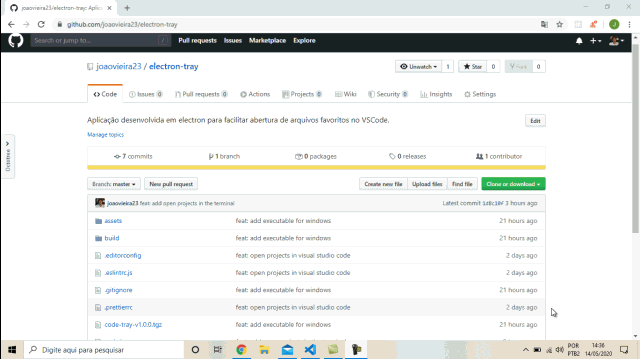 joaovieira23/electron-tray: Aplic
github.com/joaovieira23/electron-tray
Search or jump to...
Pull requests Issues Marketplace Explore
joaovieira23 / electron-tray
Unwatch 1 Star 0 Fork 0
Code Issues 0 Pull requests 0 Actions Projects 0 Wiki Security 0 Insights Settings
Aplicação desenvolvida em electron para facilitar abertura de arquivos favoritos no VSCode.
Edit
Manage topics
Octotree
7 commits 1 branch 0 packages 0 releases 1 contributor
Branch: master New pull request Create new file Upload files Find file Clone or download
joaovieira23 feat: add open projects in the terminal Latest commit 3 hours ago
assets feat: add executable for windows 21 hours ago
build feat: add executable for windows 21 hours ago
.editorconfig feat: open projects in visual studio code 2 days ago
.eslintrc.js feat: open projects in visual studio code 2 days ago
.gitignore feat: add executable for windows 21 hours ago
.prettierrc feat: open projects in visual studio code 2 days ago
code-tray-v1.0.0.tgz feat: add executable for windows 21 hours ago
Digite aqui para pesquisar
POR 14:36
PTB2 14/05/2020